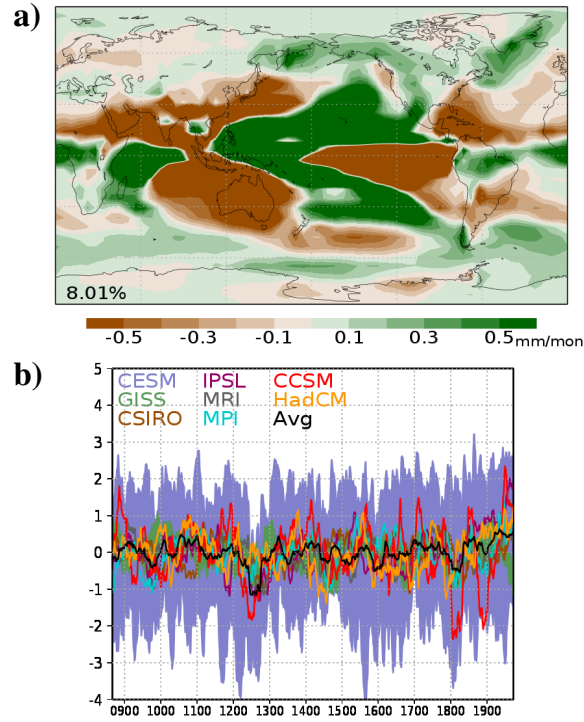 a)
8.01%
-0.5 -0.3 -0.1 0.1 0.3 0.5 mm/mon
b)
5
4
3
2
1
0
-1
-2
-3
-4
CESM IPSL CCSM
GISS MRI HadCM
CSIRO MPI Avg
0900 1000 1100 1200 1300 1400 1500 1600 1700 1800 1900